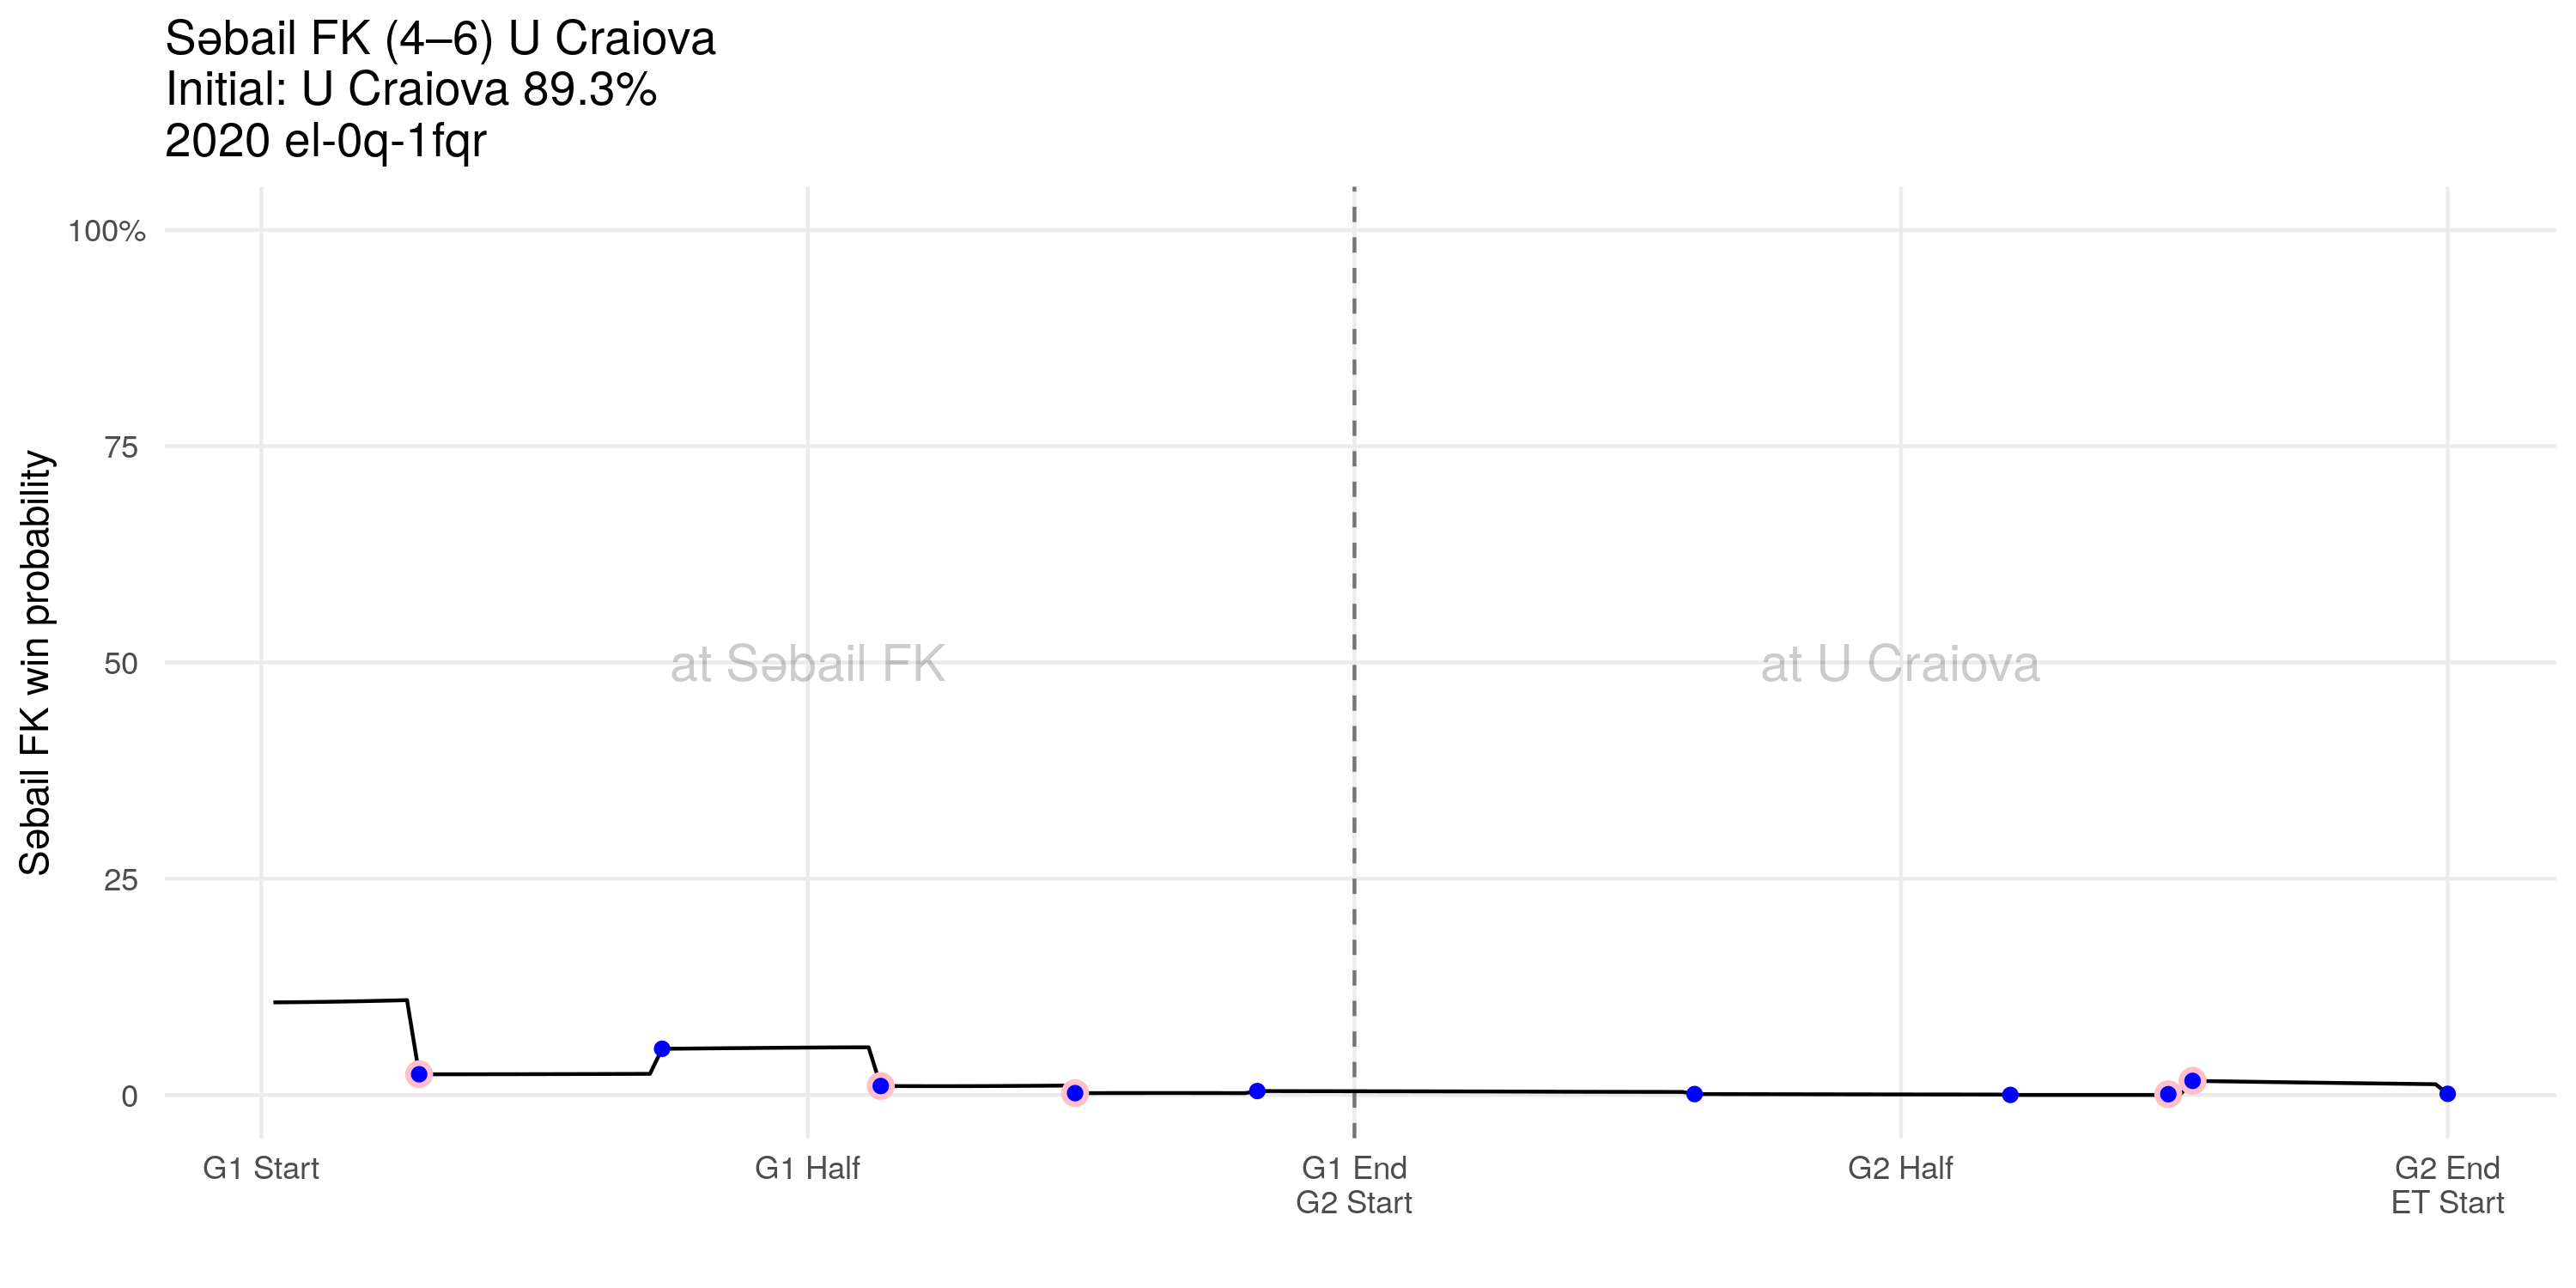 Səbail FK (4–6) U Craiova
Initial: U Craiova 89.3%
2020 el-0q-1fqr
Səbail FK win probability
100%
75
50
25
0
at Səbail FK
at U Craiova
G1 Start
G1 Half
G1 End
G2 Start
G2 Half
G2 End
ET Start